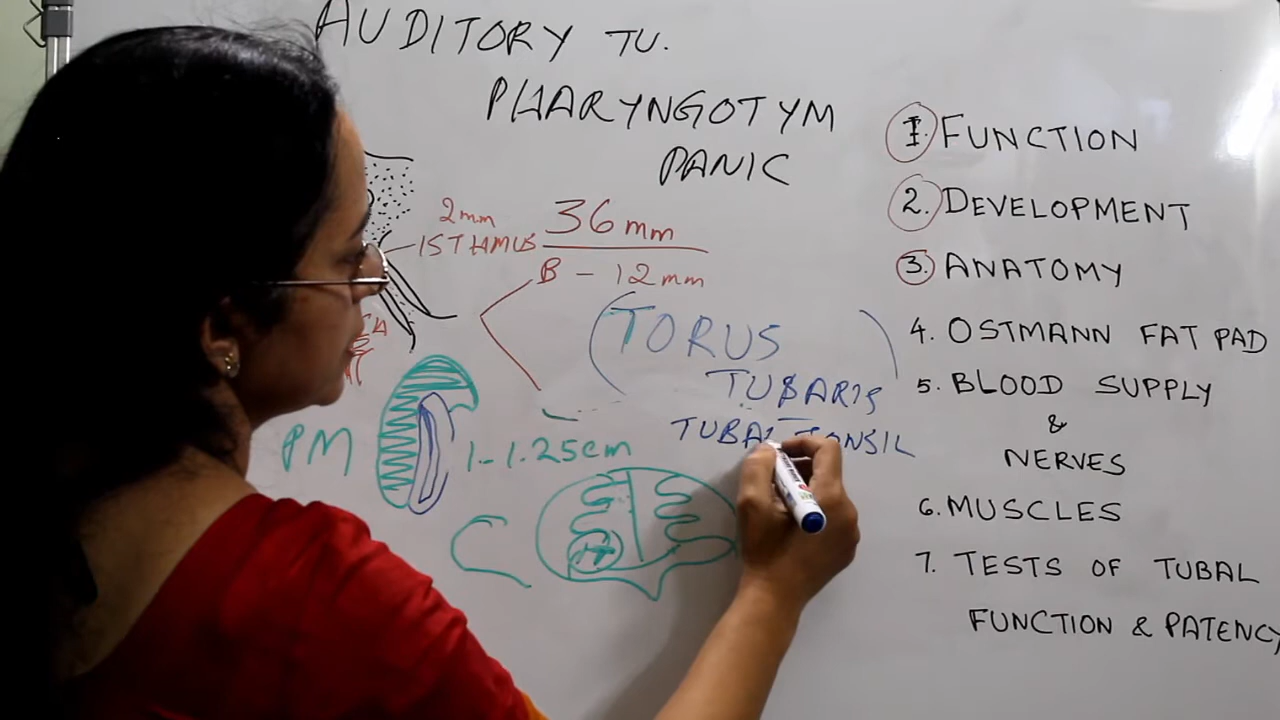 AUDITORY TU.
PHARYNGOTYM
PANIC
2mm
ISTHMUS
36mm
B - 12mm
TORUS
TUBARIS
TUBAL TONSIL
PM
1-1.25cm
1. FUNCTION
2. DEVELOPMENT
3. ANATOMY
4. OSTMANN FAT PAD
5. BLOOD SUPPLY
&
NERVES
6. MUSCLES
7. TESTS OF TUBAL
FUNCTION & PATENCY